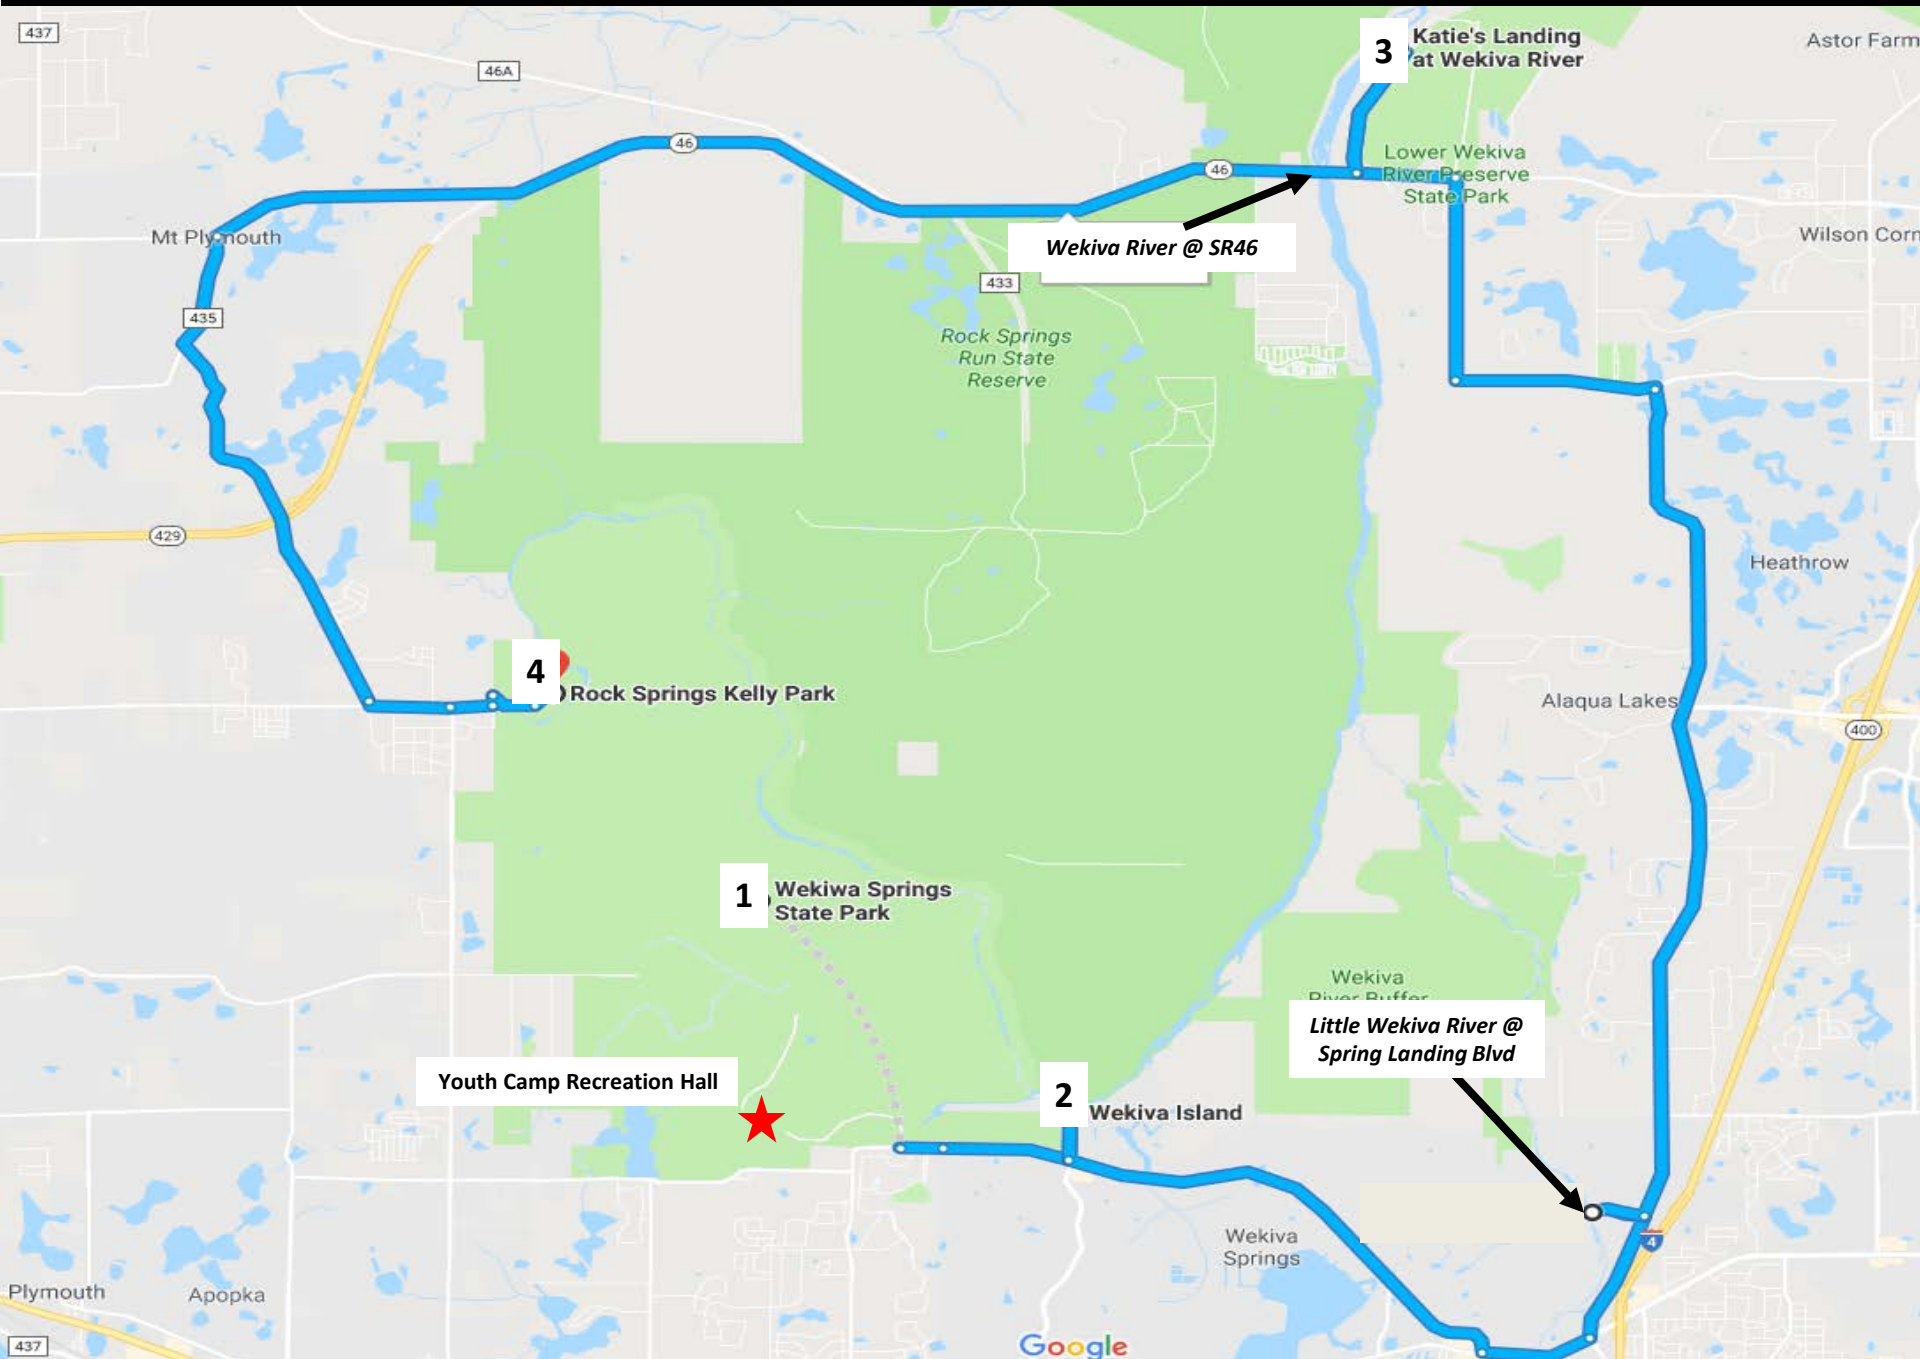 437
46A
3
Katie's Landing
at Wekiva River
Astor Farm
46
46
Lower Wekiva
River Preserve
State Park
Mt Plymouth
Wekiva River @ SR46
Wilson Corn
433
435
Rock Springs
Run State
Reserve
429
Heathrow
4
Rock Springs Kelly Park
Alaqua Lakes
400
1
Wekiwa Springs
State Park
Wekiva
River Buffer
Little Wekiva River @
Spring Landing Blvd
Youth Camp Recreation Hall
2
Wekiva Island
Wekiva
Springs
4
Plymouth
Apopka
437
Google